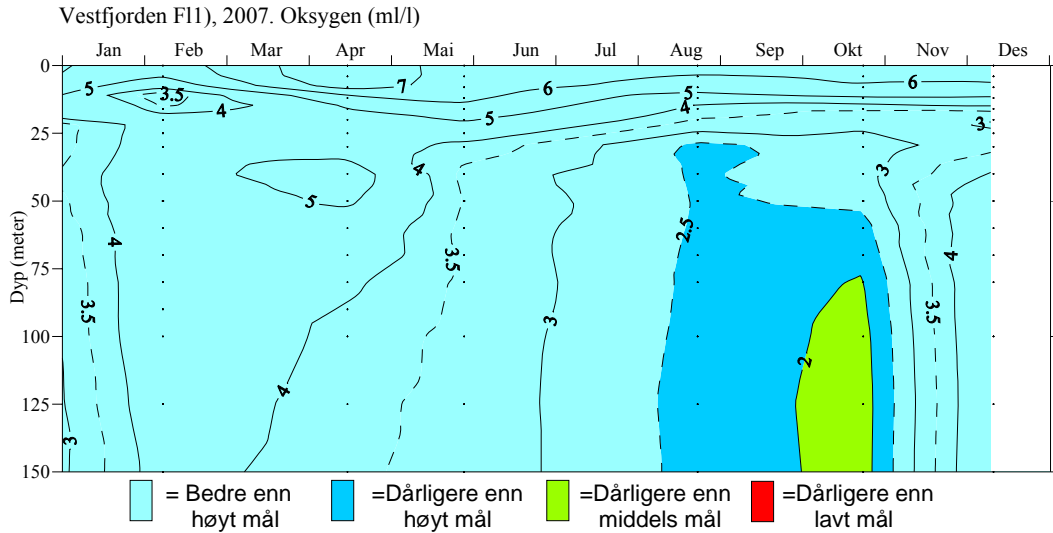 Vestfjorden Fl1), 2007. Oksygen (ml/l)
Jan Feb Mar Apr Mai Jun Jul Aug Sep Okt Nov Des
Dyp (meter)
0
25
50
75
100
125
150
5 3.5 4 7 5 6 5 4 6 3
5 4 3
4 3.5 2.5 4
3.5 3 3.5
4 2
3
= Bedre enn høyt mål
=Dårligere enn høyt mål
=Dårligere enn middels mål
=Dårligere enn lavt mål